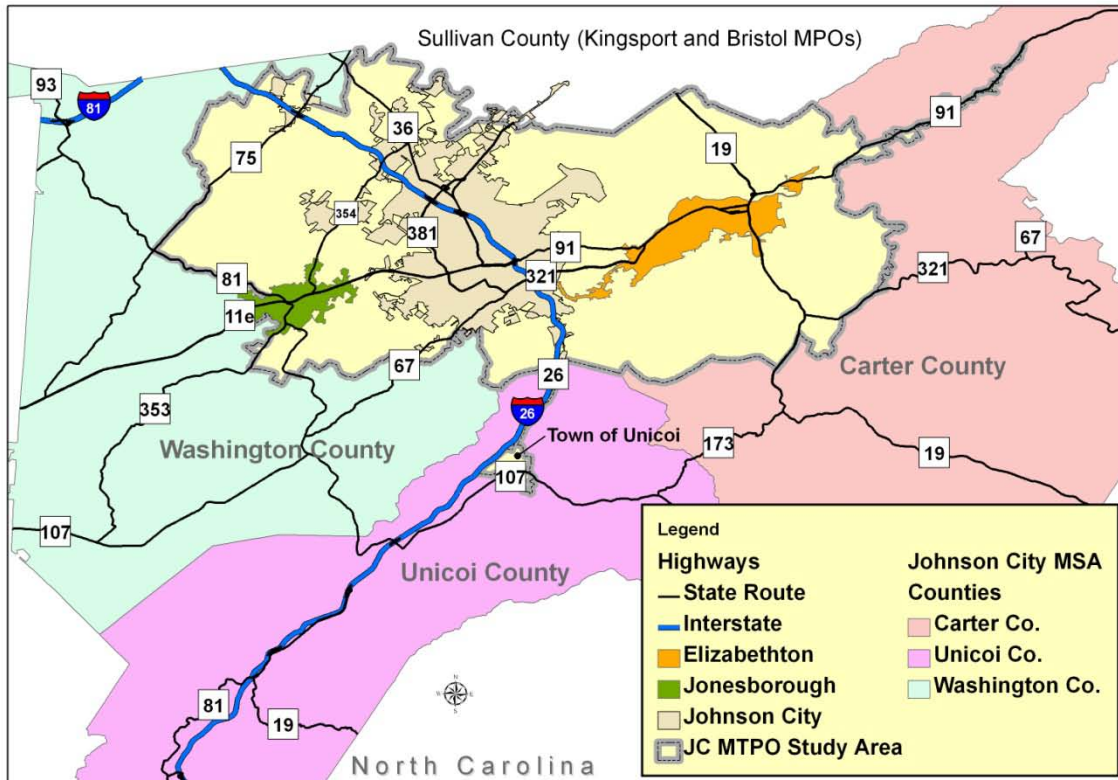 Sullivan County (Kingsport and Bristol MPOs)
93
81
36
91
75
19
354
381
91
67
81
321
321
11e
67
26
Carter County
353
26
Washington County
Town of Unicoi
173
19
107
107
Unicoi County
81
19
North Carolina
N
W
E
S
Legend
Highways
State Route
Interstate
Elizabethton
Jonesborough
Johnson City
JC MTPO Study Area
Johnson City MSA
Counties
Carter Co.
Unicoi Co.
Washington Co.